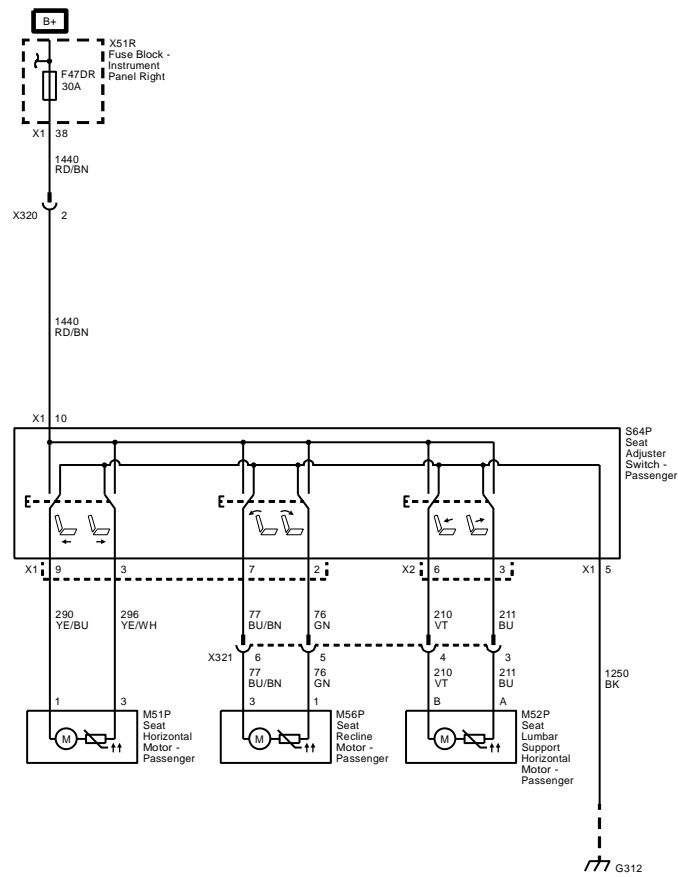 B+
X51R
Fuse Block -
Instrument
Panel Right
F47DR
30A
X1 38
1440
RD/BN
X320 2
1440
RD/BN
X1 10
S64P
Seat
Adjuster
Switch -
Passenger
X1 9 3 7 2 X2 6 3 X1 5
290
YE/BU
296
YE/WH
77
BU/BN
76
GN
210
VT
211
BU
X321 6 5 4 3
77
BU/BN
76
GN
210
VT
211
BU
1250
BK
1 3 3 1 B A
M
M51P
Seat
Horizontal
Motor -
Passenger
M
M56P
Seat
Recline
Motor -
Passenger
M
M52P
Seat
Lumbar
Support
Horizontal
Motor -
Passenger
G312